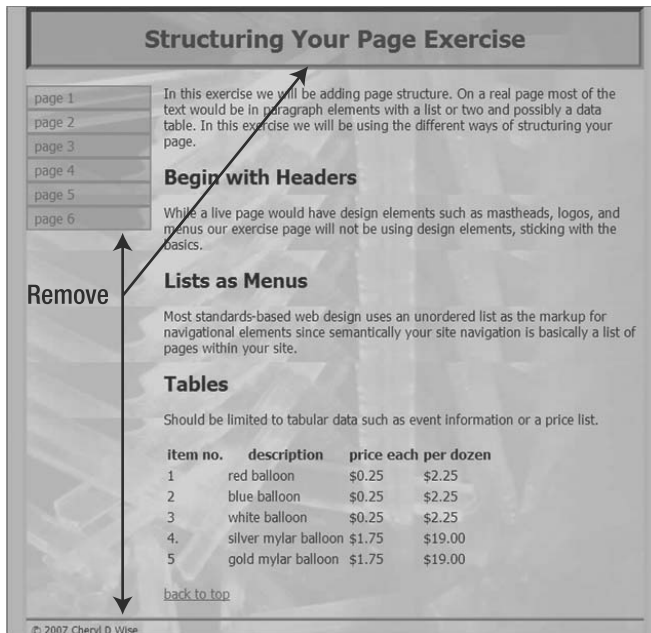 Structuring Your Page Exercise
page 1
page 2
page 3
page 4
page 5
page 6
Remove
In this exercise we will be adding page structure. On a real page most of the
text would be in paragraph elements with a list or two and possibly a data
table. In this exercise we will be using the different ways of structuring your
page.
Begin with Headers
While a live page would have design elements such as mastheads, logos, and
menus our exercise page will not be using design elements, sticking with the
basics.
Lists as Menus
Most standards-based web design uses an unordered list as the markup for
navigational elements since semantically your site navigation is basically a list of
pages within your site.
Tables
Should be limited to tabular data such as event information or a price list.
item no. description price each per dozen
1 red balloon $0.25 $2.25
2 blue balloon $0.25 $2.25
3 white balloon $0.25 $2.25
4. silver mylar balloon $1.75 $19.00
5 gold mylar balloon $1.75 $19.00
back to top
© 2007 Cheryl D Wise